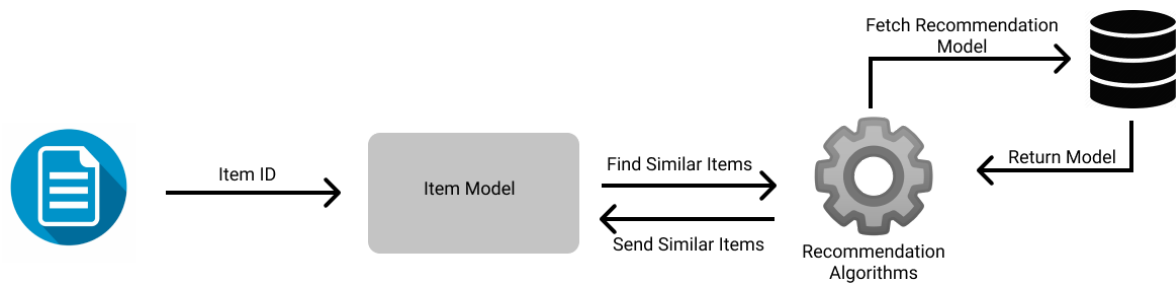 Fetch Recommendation
Model
Return Model
Item ID
Item Model
Find Similar Items
Send Similar Items
Recommendation
Algorithms